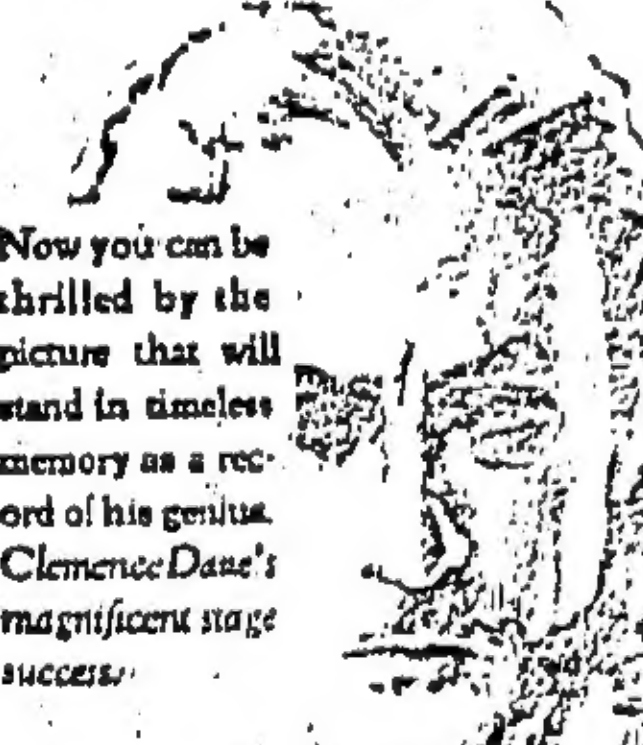 Now you can be
thrilled by the
picture that will
stand in timeless
memory as a rec-
ord of his genius.
Clemence Dane's
magnificent stage
success